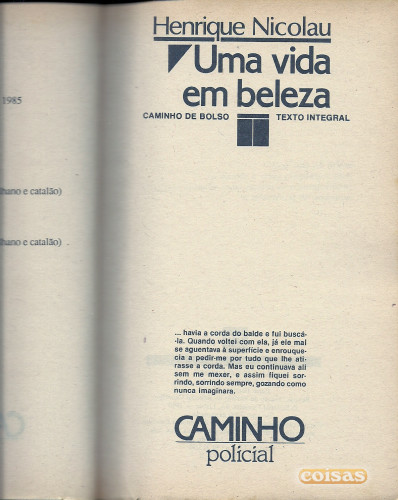 1985
hano e catalão)
hano e catalão)
Henrique Nicolau
Uma vida
em beleza
CAMINHO DE BOLSO TEXTO INTEGRAL
... havia a corda do balde e fui buscá-
-la. Quando voltei com ela, já ele mal
se aguentava à superfície e enrouque-
cia a pedir-me por tudo que lhe ati-
rasse a corda. Mas eu continuava ali
sem me mexer, e assim fiquei sor-
rindo, sorrindo sempre, gozando como
nunca imaginara.
CAMINHO
policial
coisas